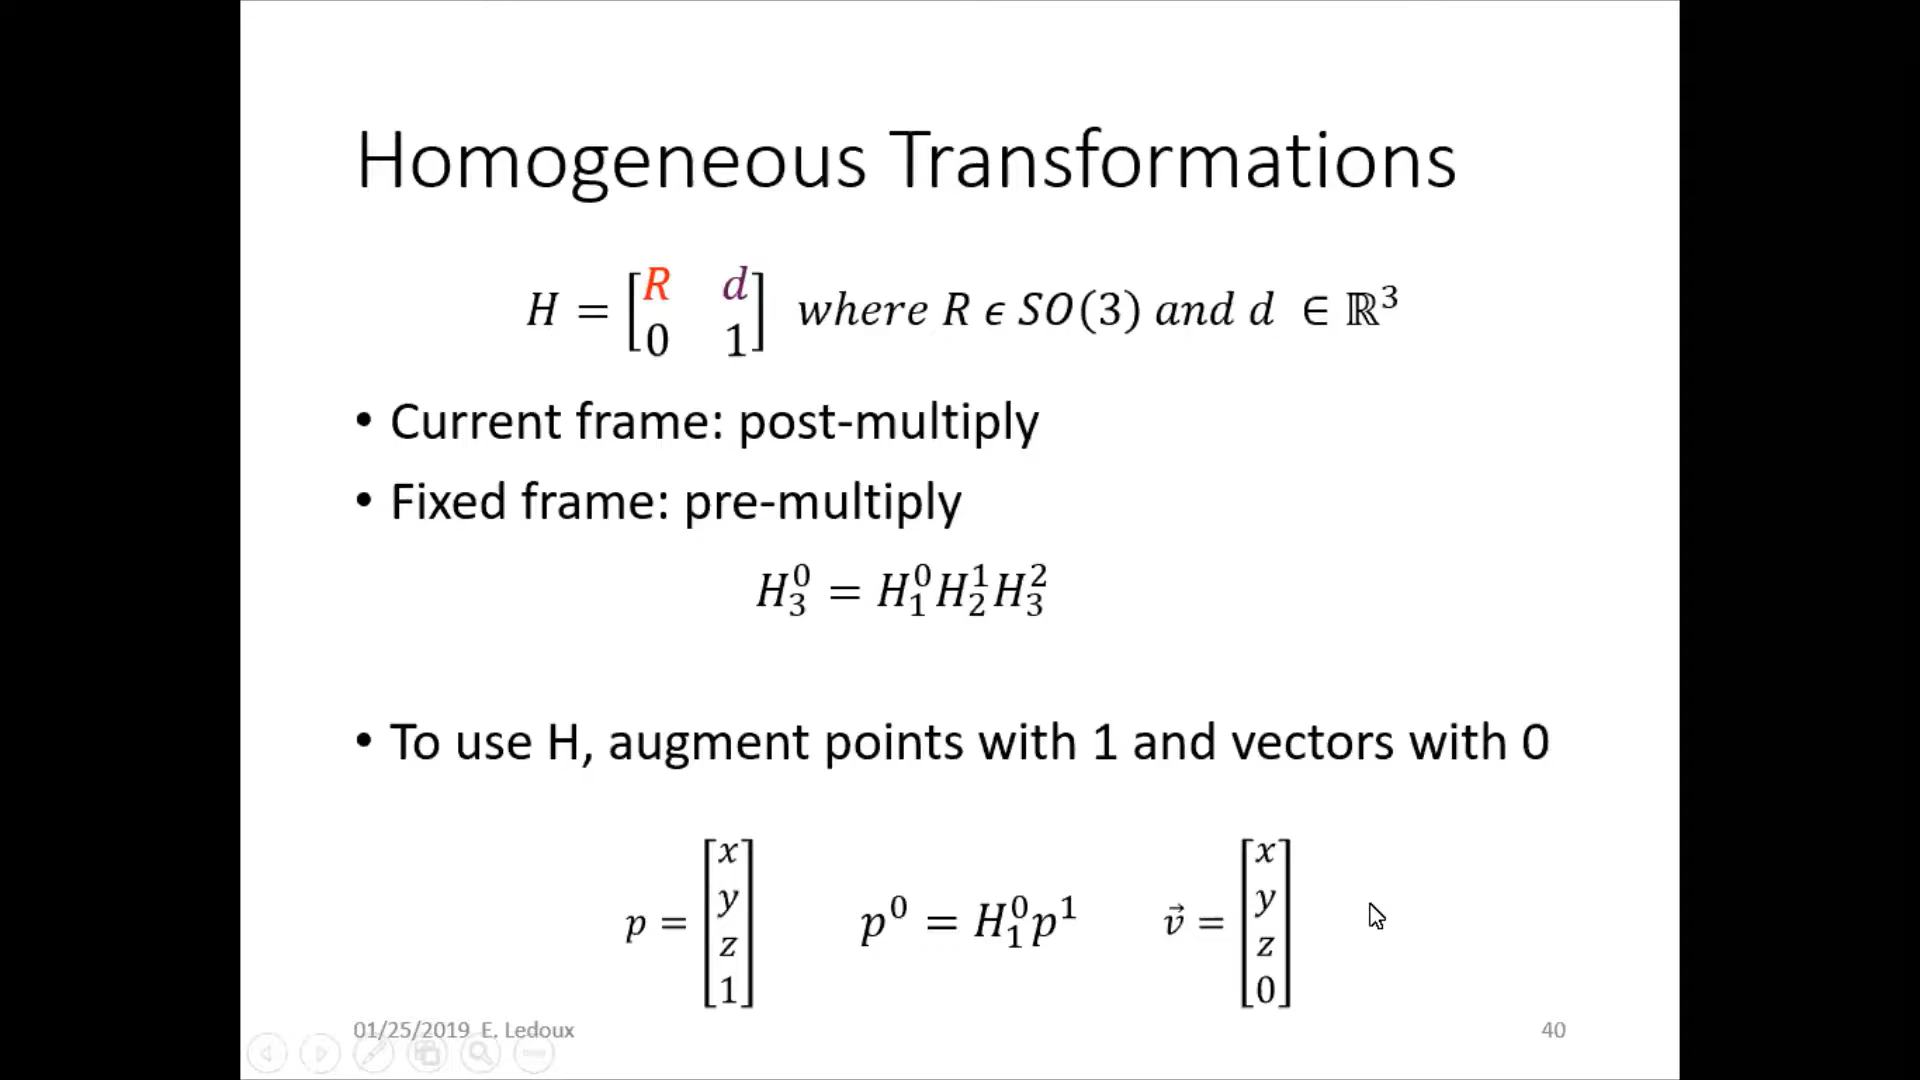 Homogeneous Transformations
H = [R d; 0 1] where R ϵ SO(3) and d ∈ ℝ³
• Current frame: post-multiply
• Fixed frame: pre-multiply
H₃⁰ = H₁⁰H₂¹H₃²
• To use H, augment points with 1 and vectors with 0
p = [x; y; z; 1] p⁰ = H₁⁰p¹ v⃗ = [x; y; z; 0]
01/25/2019 E. Ledoux 40